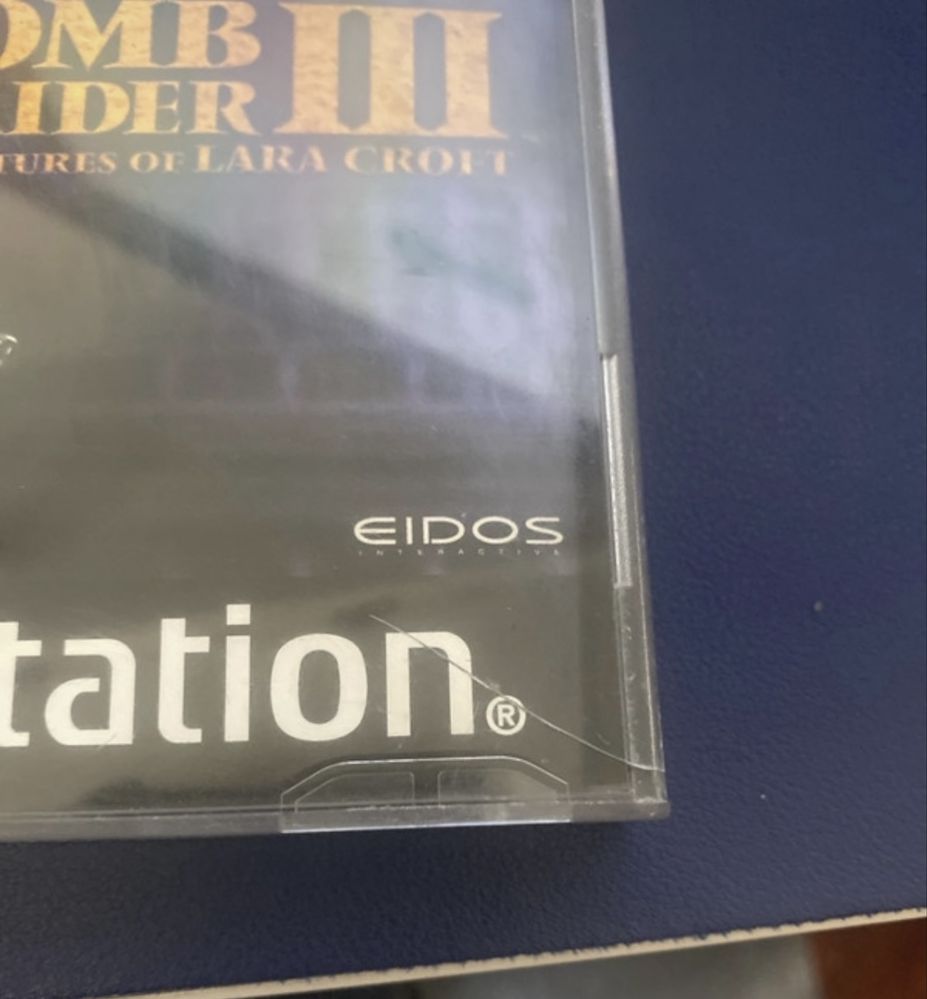 OMB III
IDER
TURES OF LARA CROFT
EIDOS
INTERACTIVE
tation®